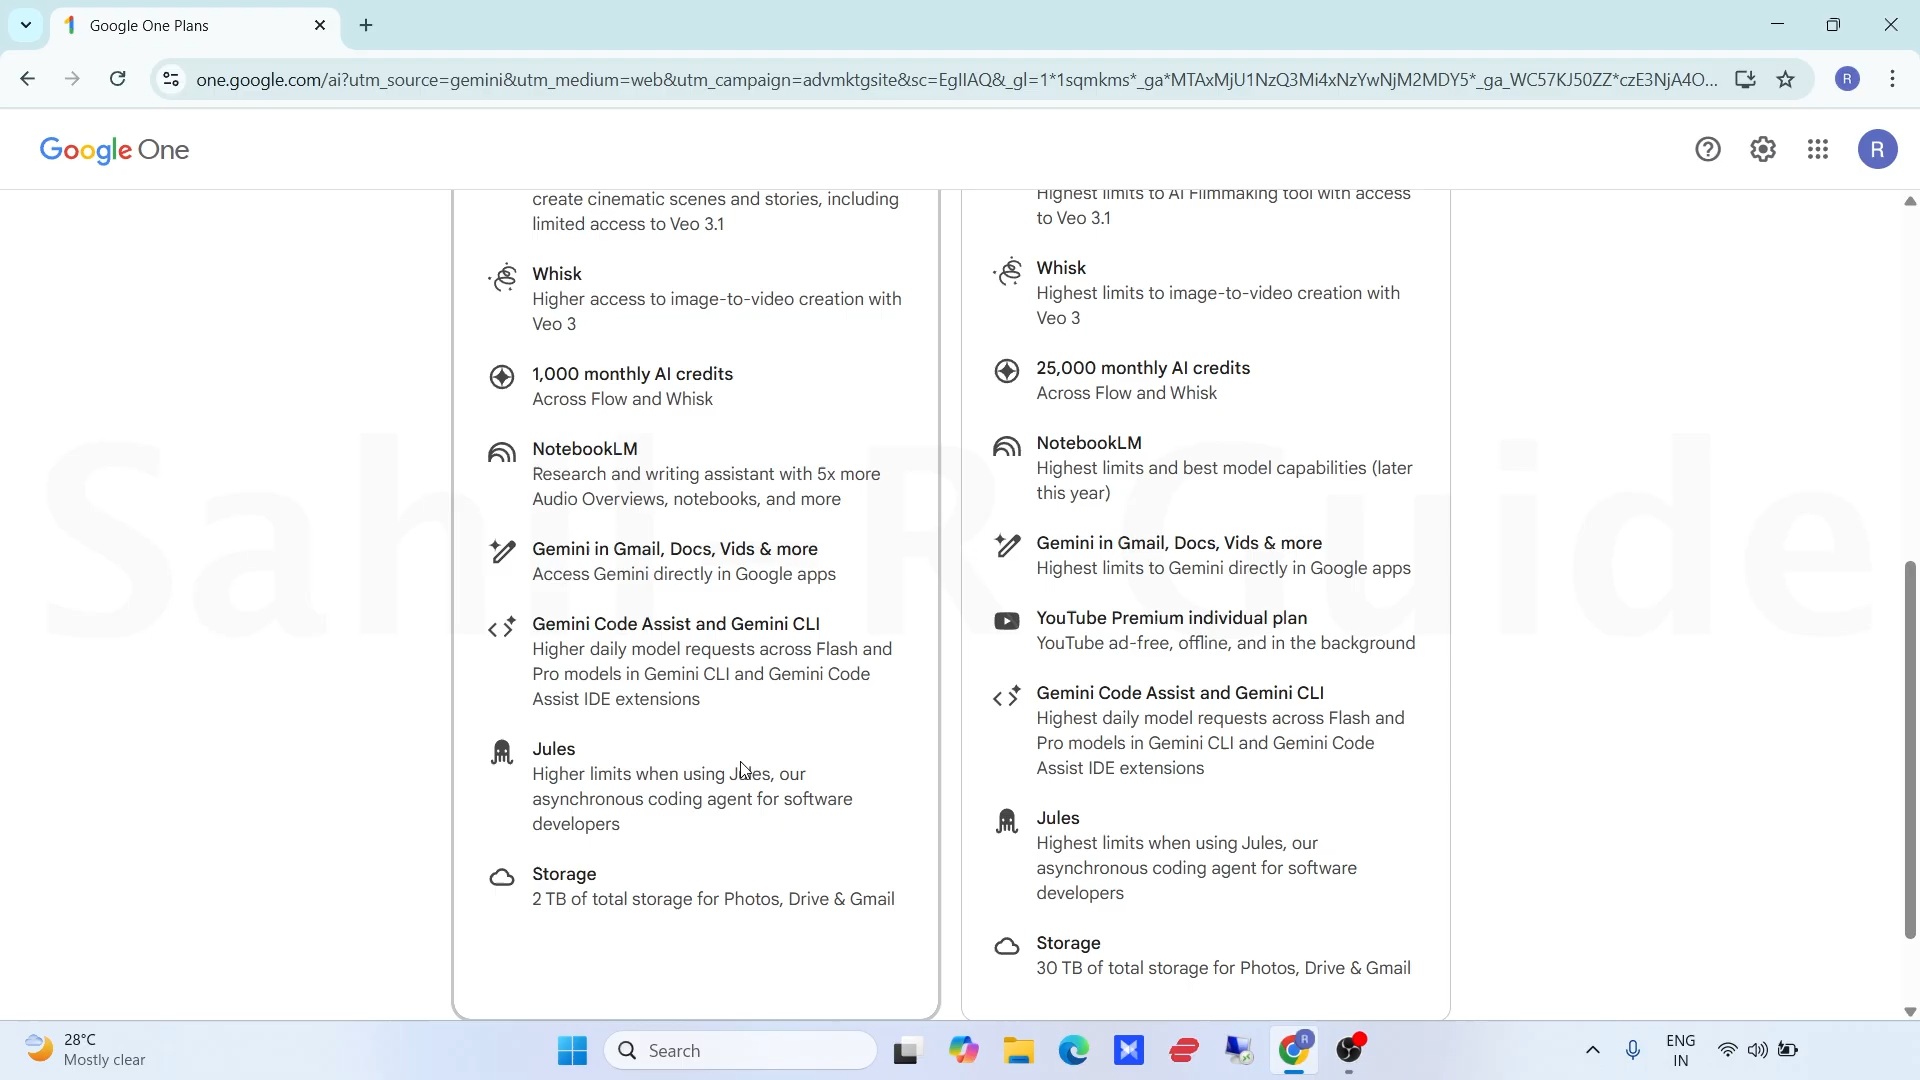 Google One Plans
one.google.com/ai?utm_source=gemini&utm_medium=web&utm_campaign=advmktgsite&sc=EgIIAQ&_gl=1*1sqmkms*_ga*MTAxMjU1NzQ3Mi4xNzYwNjM2MDY5*_ga_WC57KJ50ZZ*czE3NjA4O...
R
Google One
R
create cinematic scenes and stories, including
limited access to Veo 3.1
Whisk
Higher access to image-to-video creation with
Veo 3
1,000 monthly AI credits
Across Flow and Whisk
NotebookLM
Research and writing assistant with 5x more
Audio Overviews, notebooks, and more
Gemini in Gmail, Docs, Vids & more
Access Gemini directly in Google apps
Gemini Code Assist and Gemini CLI
Higher daily model requests across Flash and
Pro models in Gemini CLI and Gemini Code
Assist IDE extensions
Jules
Higher limits when using Jules, our
asynchronous coding agent for software
developers
Storage
2 TB of total storage for Photos, Drive & Gmail
Highest limits to AI Filmmaking tool with access
to Veo 3.1
Whisk
Highest limits to image-to-video creation with
Veo 3
25,000 monthly AI credits
Across Flow and Whisk
NotebookLM
Highest limits and best model capabilities (later
this year)
Gemini in Gmail, Docs, Vids & more
Highest limits to Gemini directly in Google apps
YouTube Premium individual plan
YouTube ad-free, offline, and in the background
Gemini Code Assist and Gemini CLI
Highest daily model requests across Flash and
Pro models in Gemini CLI and Gemini Code
Assist IDE extensions
Jules
Highest limits when using Jules, our
asynchronous coding agent for software
developers
Storage
30 TB of total storage for Photos, Drive & Gmail
28°C
Mostly clear
Search
R
ENG
IN